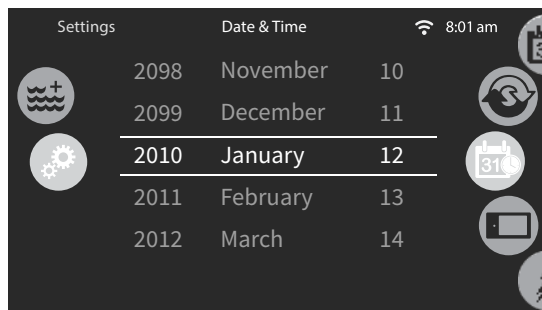 Settings Date & Time 8:01 am
2098 November 10
2099 December 11
2010 January 12
31
2011 February 13
2012 March 14